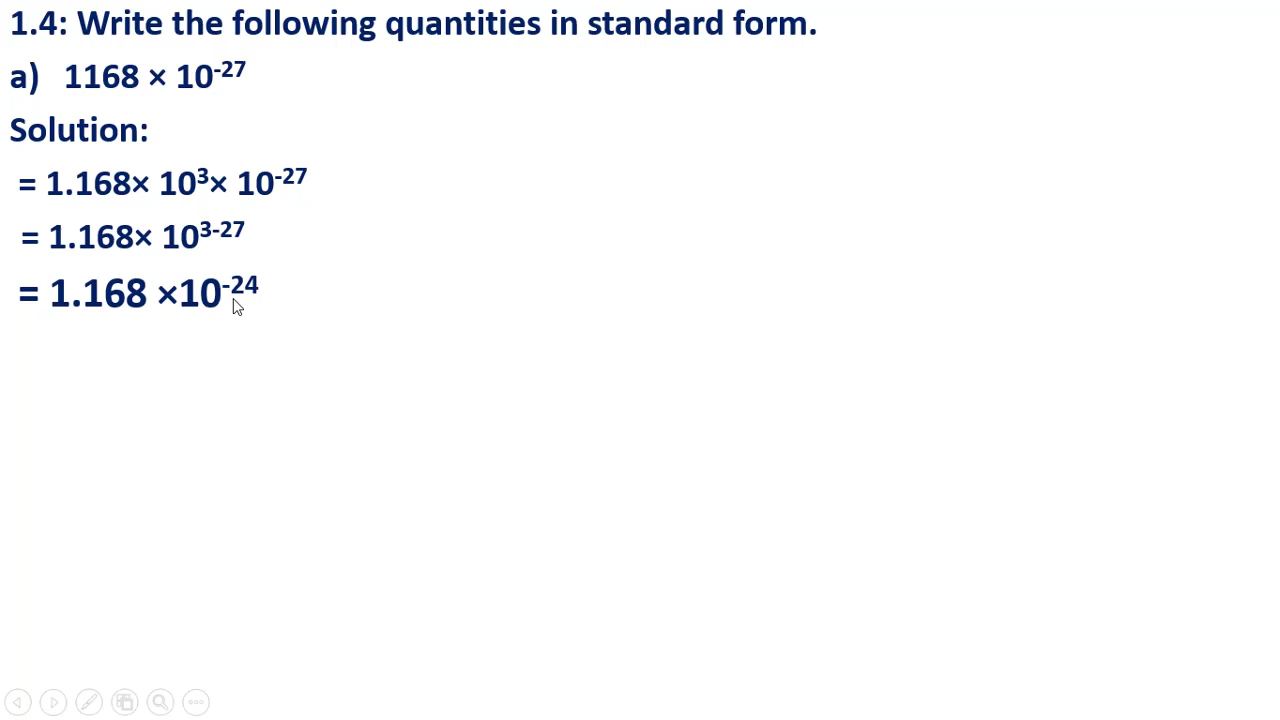 1.4: Write the following quantities in standard form.
a) 1168 × 10⁻²⁷
Solution:
= 1.168× 10³× 10⁻²⁷
= 1.168× 10³⁻²⁷
= 1.168 ×10⁻²⁴